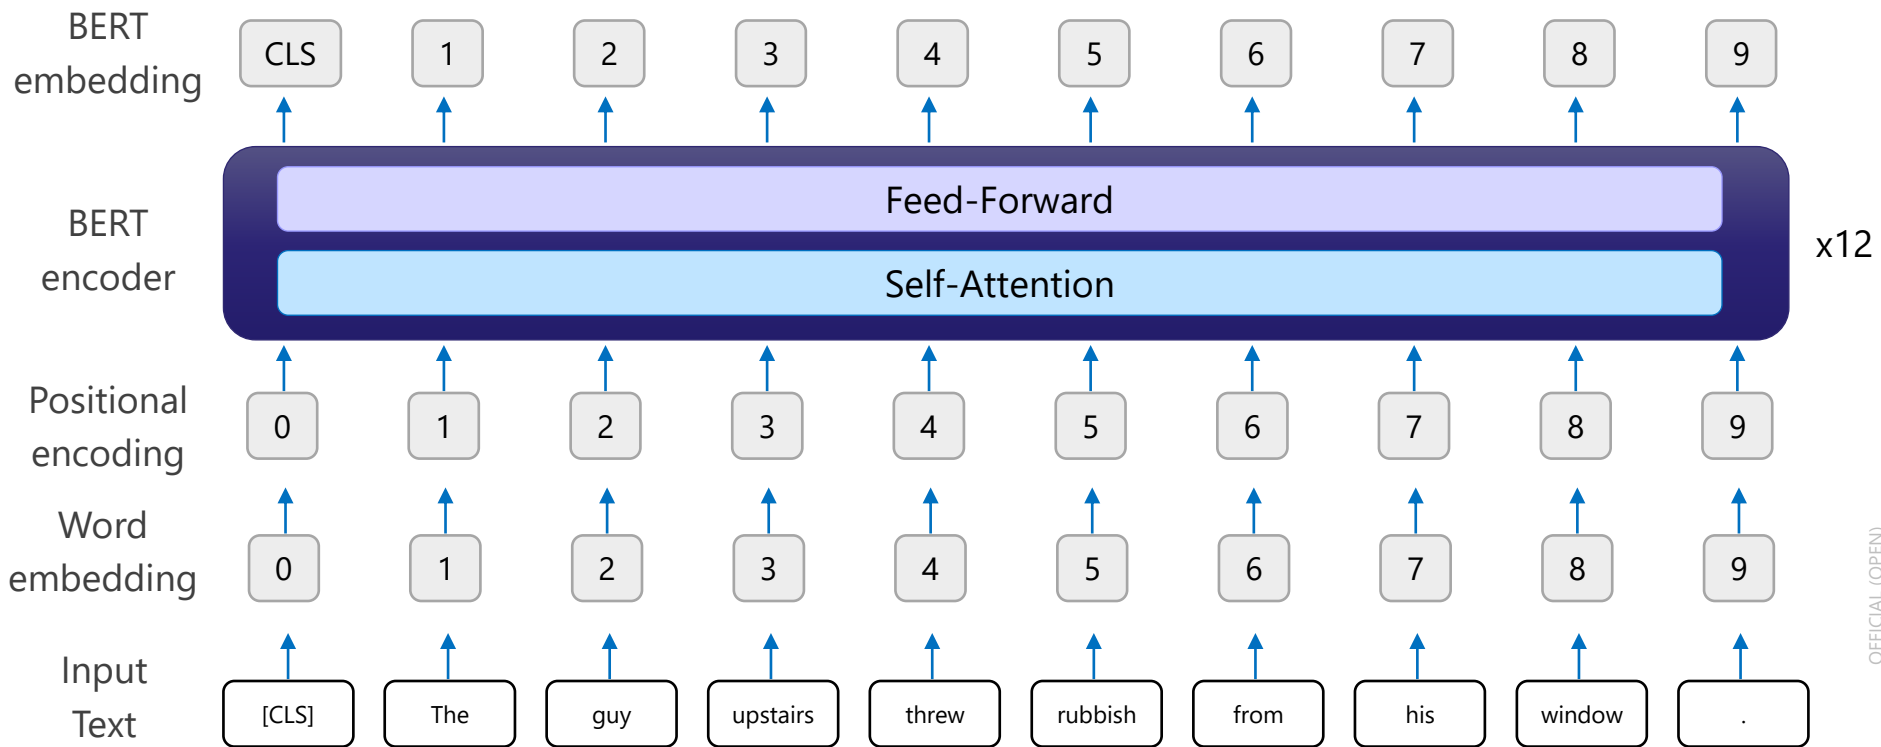 BERT
embedding
CLS 1 2 3 4 5 6 7 8 9
Feed-Forward
BERT
encoder
Self-Attention
x12
Positional
encoding
0 1 2 3 4 5 6 7 8 9
Word
embedding
0 1 2 3 4 5 6 7 8 9
Input
Text
[CLS] The guy upstairs threw rubbish from his window .
OFFICIAL (OPEN)